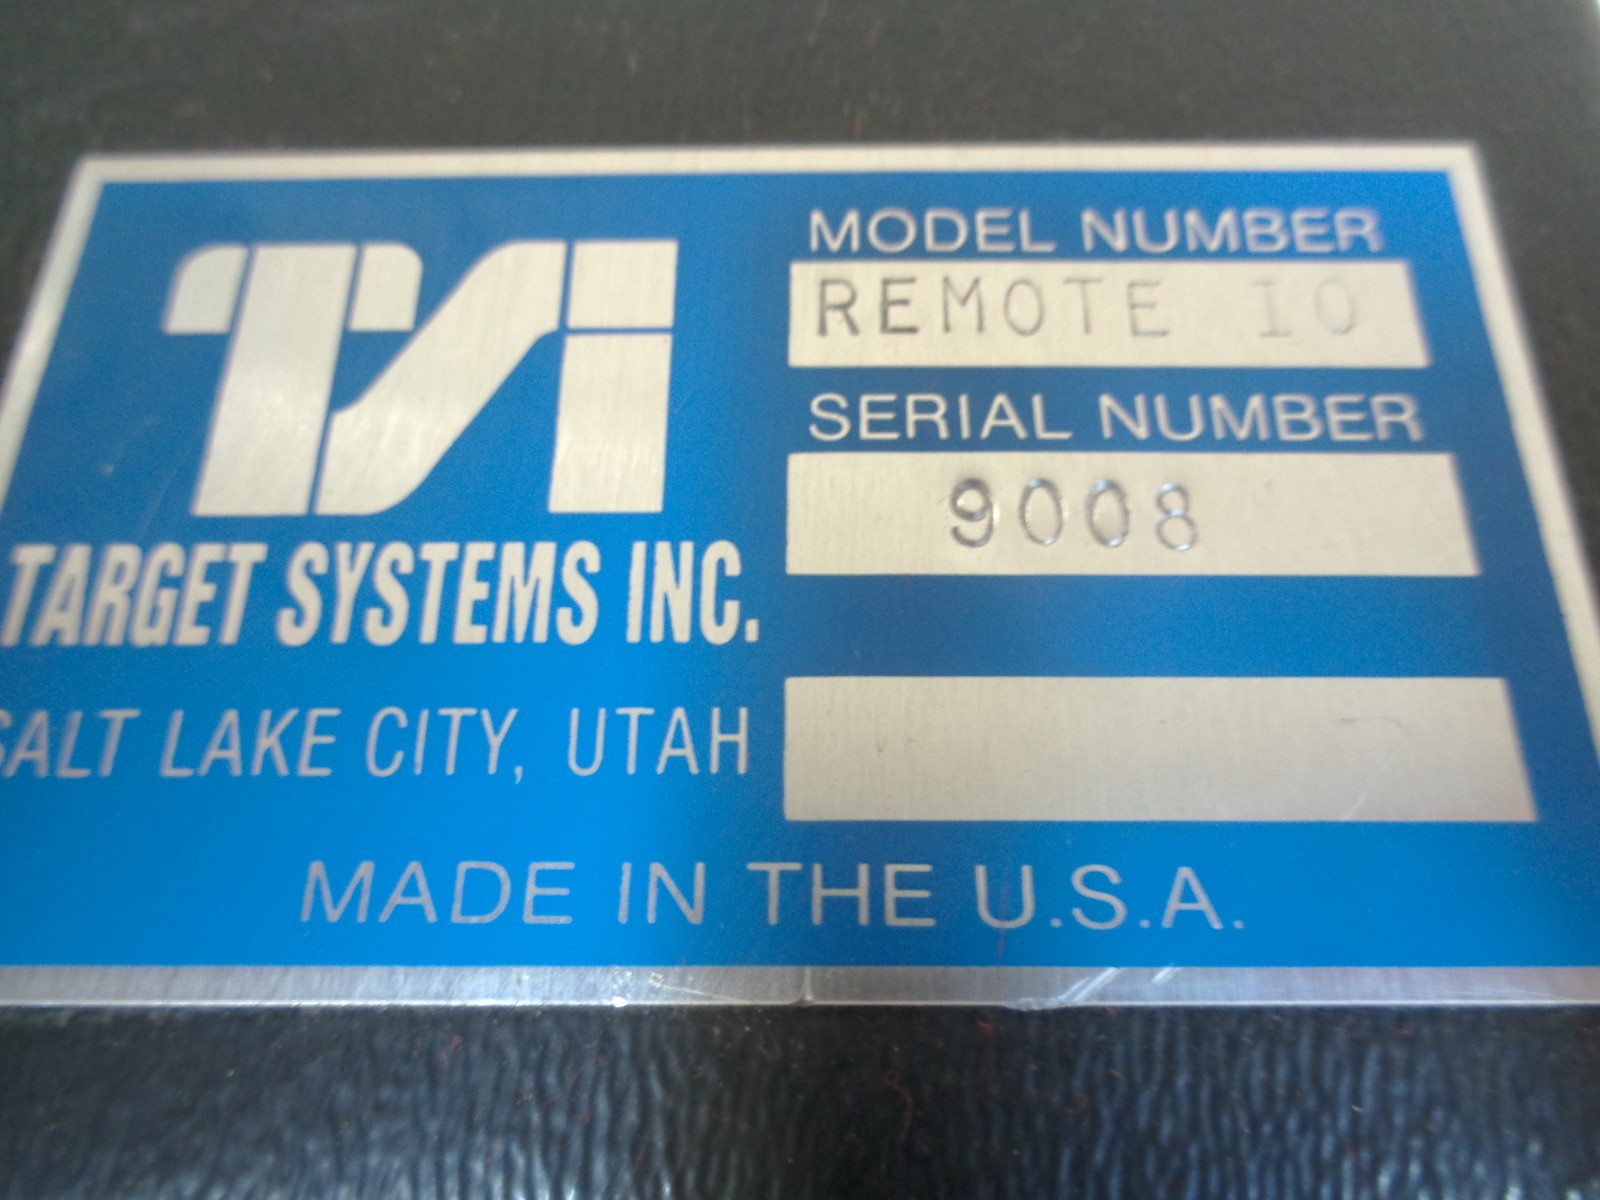 TSi
TARGET SYSTEMS INC.
SALT LAKE CITY, UTAH
MODEL NUMBER
REMOTE IO
SERIAL NUMBER
9008
MADE IN THE U.S.A.